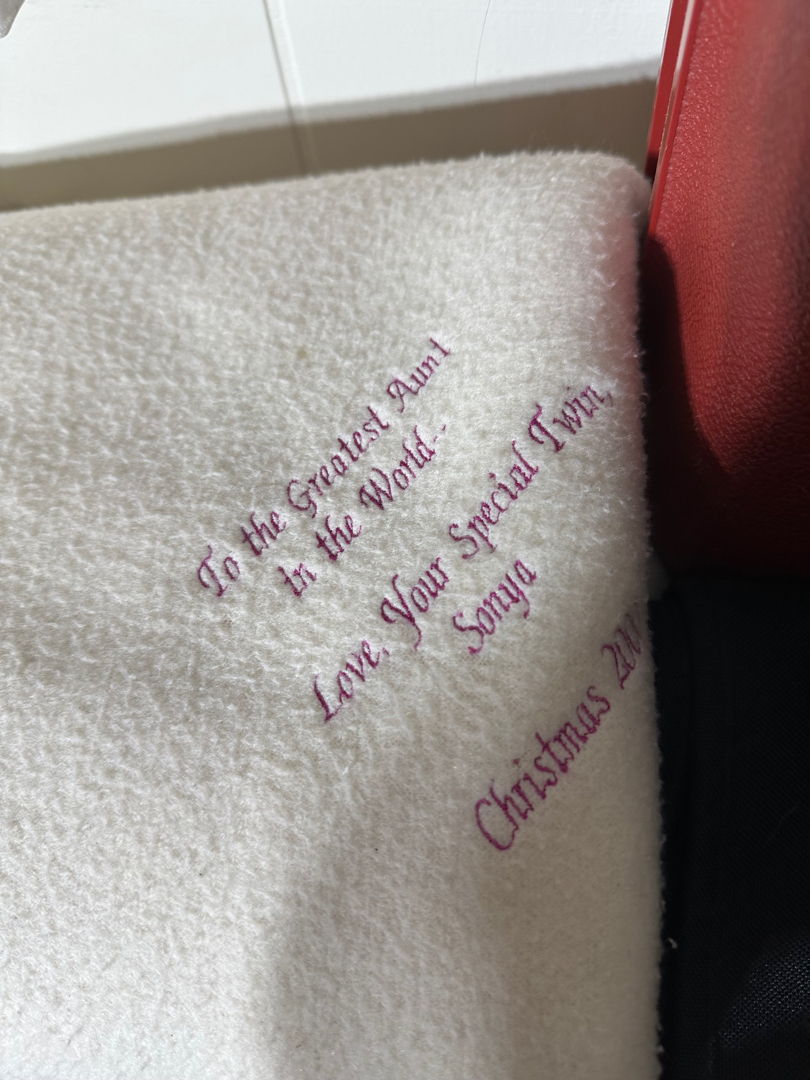 To the Greatest Aunt
In the World--
Love, Your Special Twin,
Sonya
Christmas